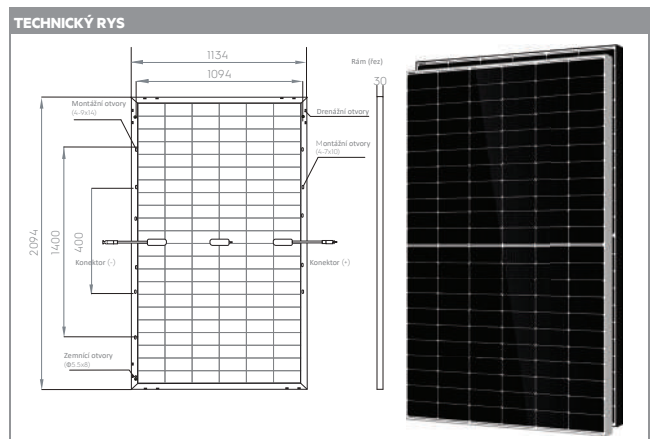 TECHNICKÝ RYS
1134
1094
Rám (řez)
30
Montážní otvory
(4-9x14)
Drenážní otvory
Montážní otvory
(4-7x10)
2094
1400
400
Konektor (-)
Konektor (+)
Zemnící otvory
(Φ5.5x8)